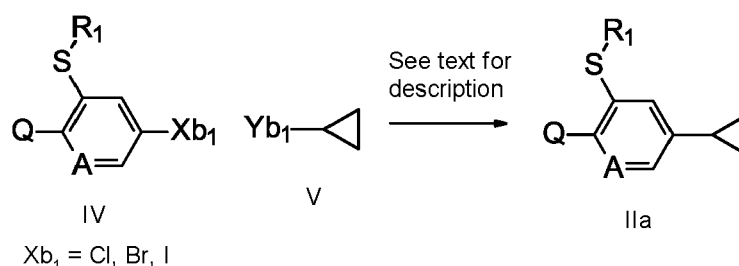 R₁
S
Q
A
Xb₁
IV
Xb₁ = Cl, Br, I
Yb₁
V
See text for
description
R₁
S
Q
A
IIa